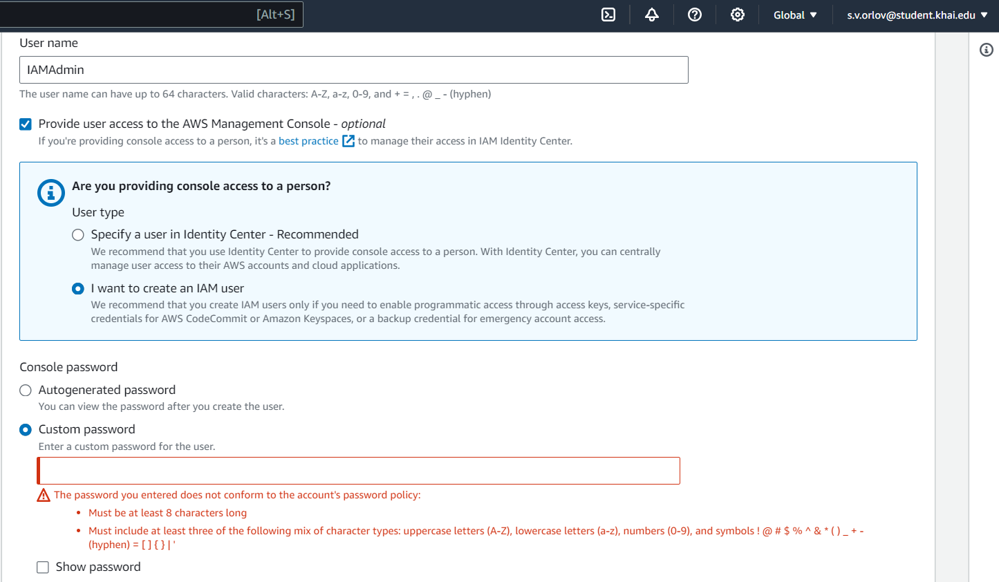 [Alt+S]
Global ▼
s.v.orlov@student.khai.edu ▼
User name
IAMAdmin
The user name can have up to 64 characters. Valid characters: A-Z, a-z, 0-9, and + = , . @ _ - (hyphen)
Provide user access to the AWS Management Console - optional
If you're providing console access to a person, it's a best practice to manage their access in IAM Identity Center.
Are you providing console access to a person?
User type
Specify a user in Identity Center - Recommended
We recommend that you use Identity Center to provide console access to a person. With Identity Center, you can centrally
manage user access to their AWS accounts and cloud applications.
I want to create an IAM user
We recommend that you create IAM users only if you need to enable programmatic access through access keys, service-specific
credentials for AWS CodeCommit or Amazon Keyspaces, or a backup credential for emergency account access.
Console password
Autogenerated password
You can view the password after you create the user.
Custom password
Enter a custom password for the user.
The password you entered does not conform to the account's password policy:
• Must be at least 8 characters long
• Must include at least three of the following mix of character types: uppercase letters (A-Z), lowercase letters (a-z), numbers (0-9), and symbols ! @ # $ % ^ & * ( ) _ + -
(hyphen) = [ ] { } | '
Show password